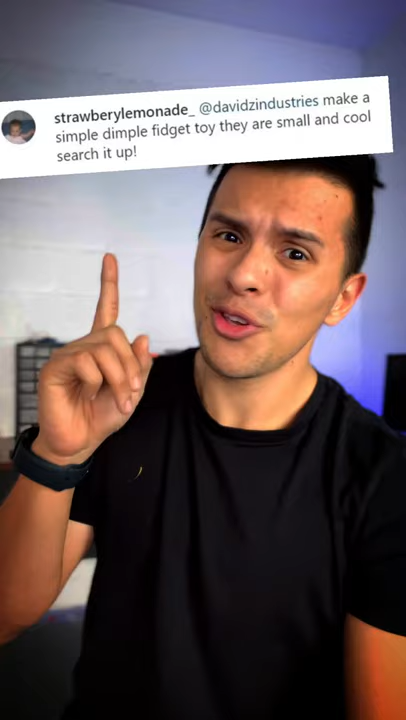 strawberylemonade_ @davidzindustries make a
simple dimple fidget toy they are small and cool
search it up!